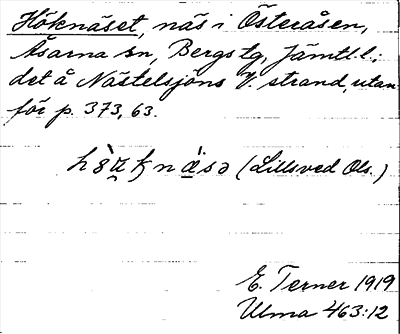 Höknäset, näs i Österåsen,
Åsarna sn, Bergs tg, Jämtl.l.;
det å Nästelsjöns V. strand, utan-
för p. 373,63.
(Lillsved Ols.)
E. Terner 1919
Ulma 463:12